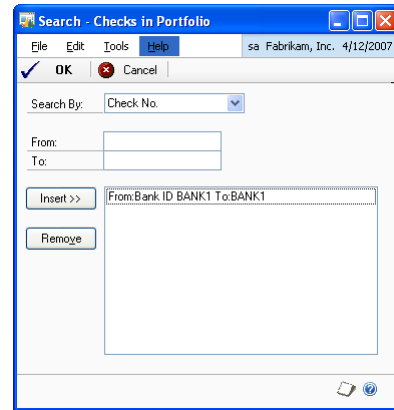 Search - Checks in Portfolio
File Edit Tools Help sa Fabrikam, Inc. 4/12/2007
OK Cancel
Search By: Check No.
From:
To:
Insert >> From:Bank ID BANK1 To:BANK1
Remove